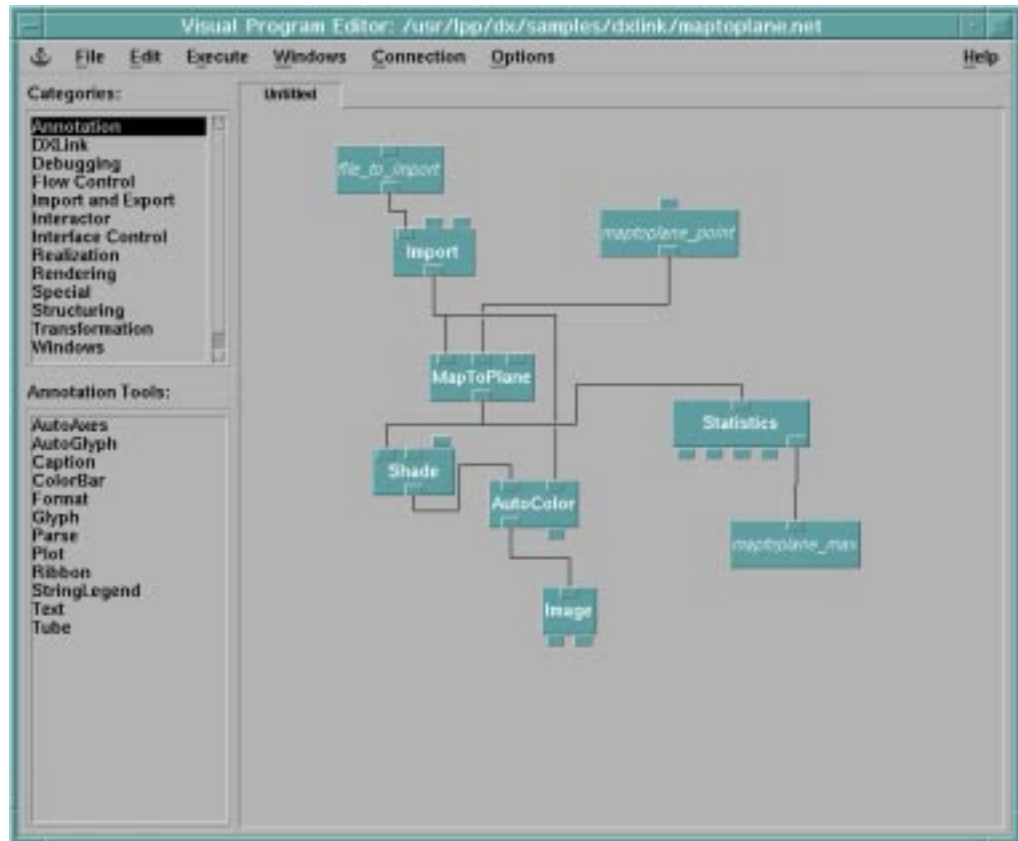 Visual Program Editor: /usr/lpp/dx/samples/dxlink/maptoplane.net
File Edit Execute Windows Connection Options Help
Categories:
Annotation
DXLink
Debugging
Flow Control
Import and Export
Interactor
Interface Control
Realization
Rendering
Special
Structuring
Transformation
Windows
Annotation Tools:
AutoAxes
AutoGlyph
Caption
ColorBar
Format
Glyph
Parse
Plot
Ribbon
StringLegend
Text
Tube
Untitled
file_to_import
maptoplane_point
Import
MapToPlane
Statistics
Shade
AutoColor
maptoplane_max
Image